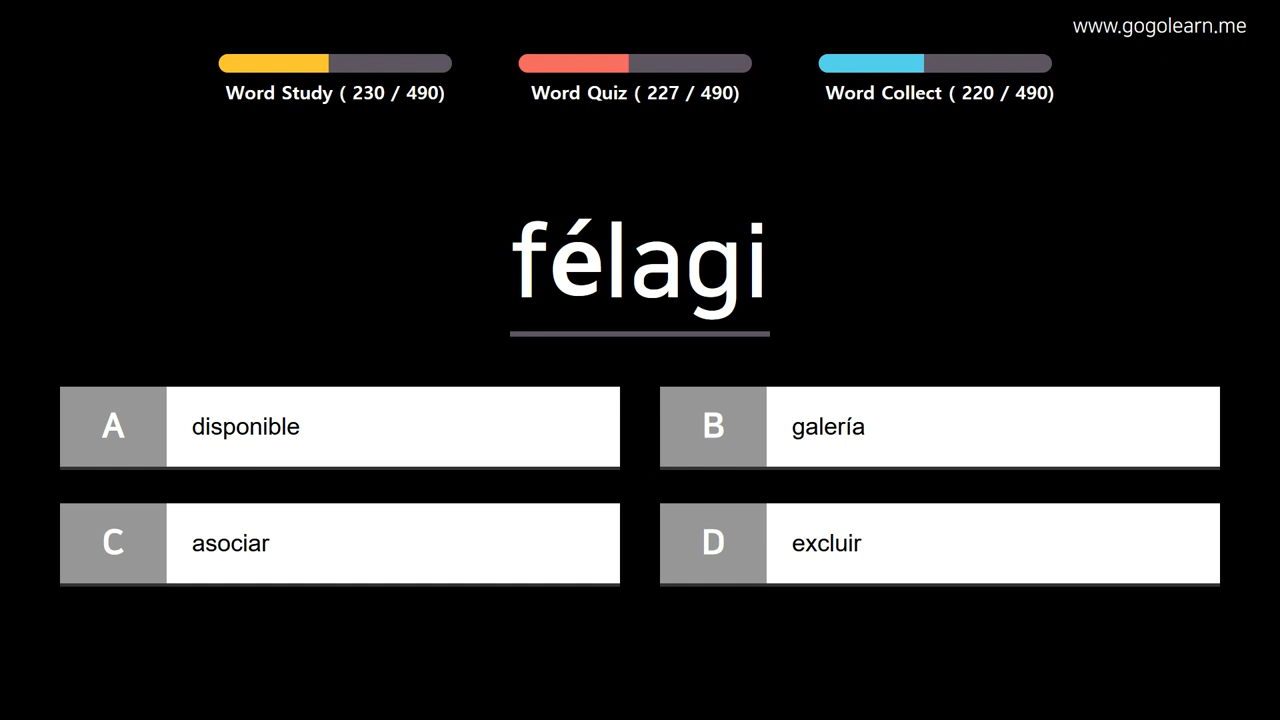 www.gogolearn.me
Word Study ( 230 / 490)
Word Quiz ( 227 / 490)
Word Collect ( 220 / 490)
félagi
A
disponible
B
galería
C
asociar
D
excluir